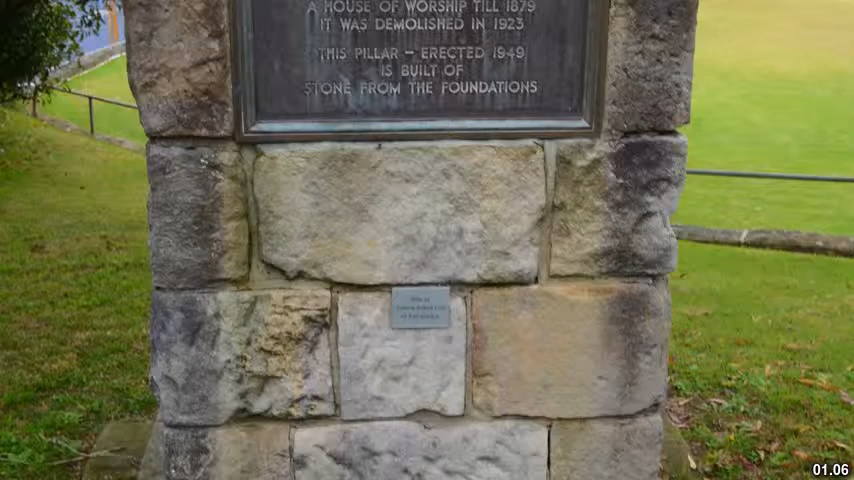 A HOUSE OF WORSHIP TILL 1879
IT WAS DEMOLISHED IN 1923
THIS PILLAR – ERECTED 1949
IS BUILT OF
STONE FROM THE FOUNDATIONS
01.06